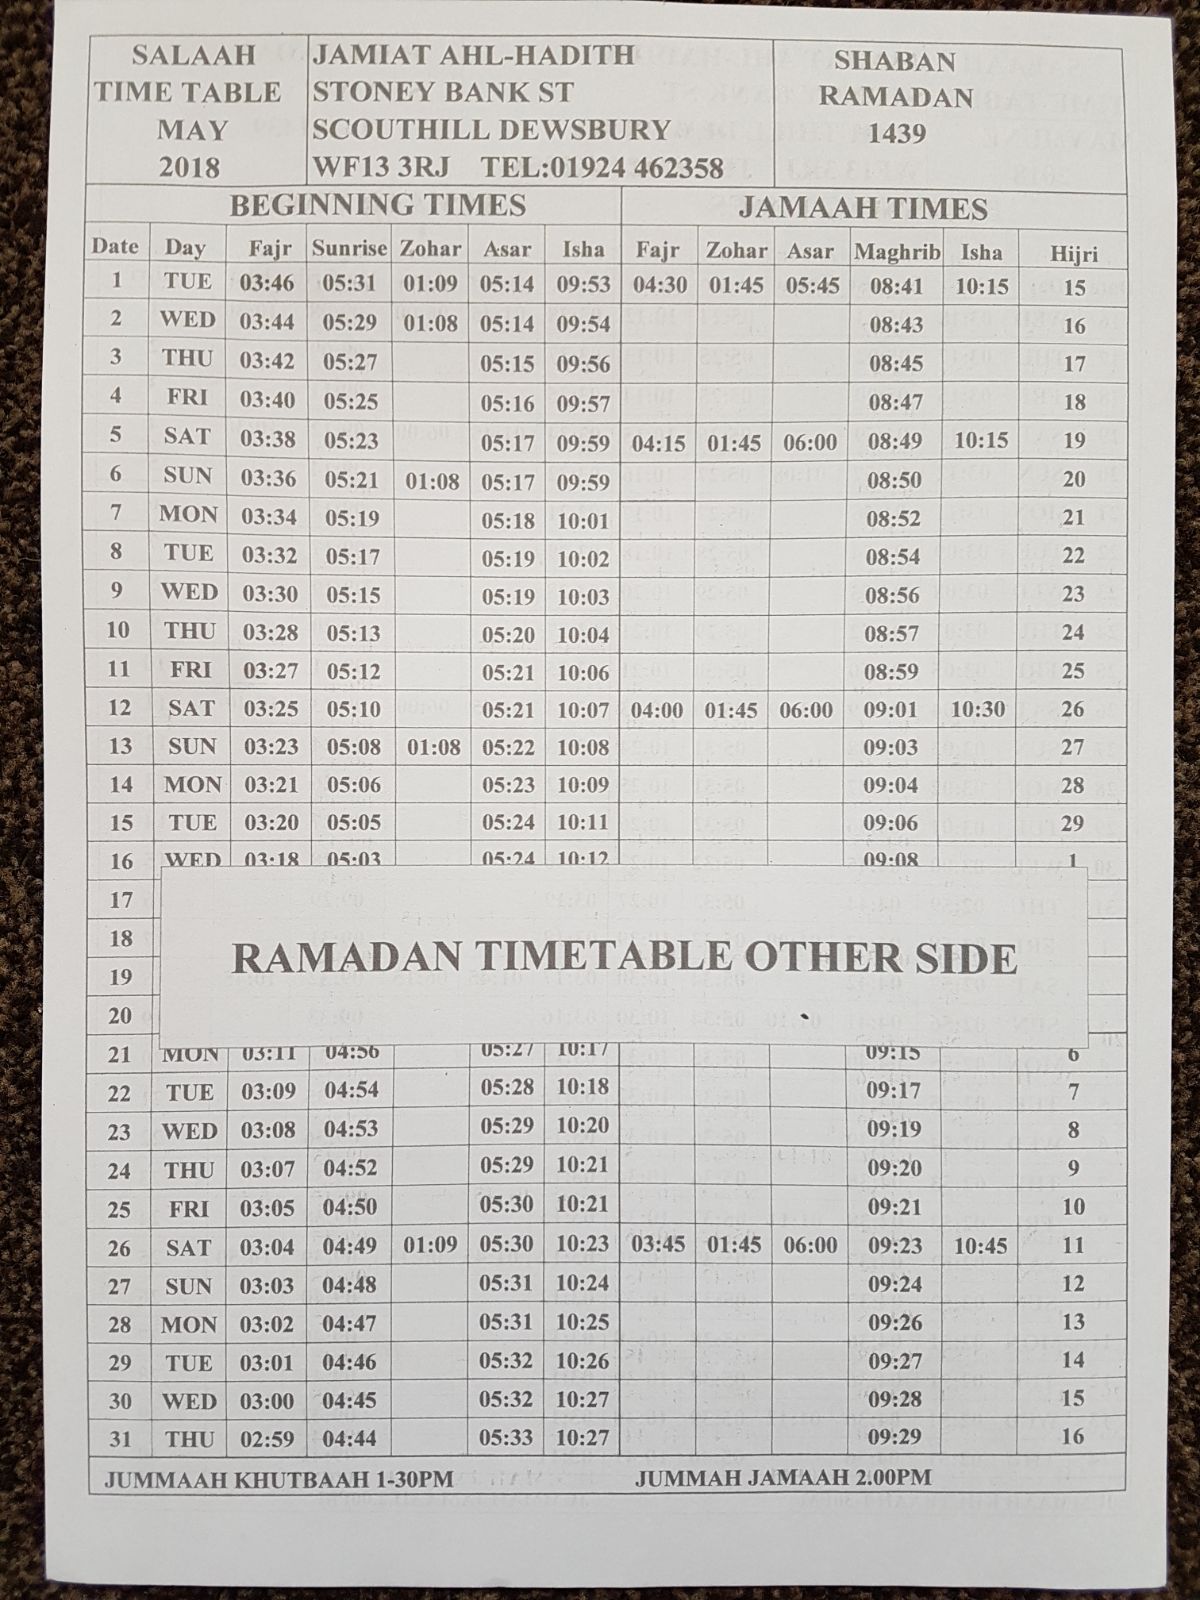 SALAAH
TIME TABLE
MAY
2018
JAMIAT AHL-HADITH
STONEY BANK ST
SCOUTHILL DEWSBURY
WF13 3RJ TEL:01924 462358
SHABAN
RAMADAN
1439
BEGINNING TIMES JAMAAH TIMES
Date Day Fajr Sunrise Zohar Asar Isha Fajr Zohar Asar Maghrib Isha Hijri
1 TUE 03:46 05:31 01:09 05:14 09:53 04:30 01:45 05:45 08:41 10:15 15
2 WED 03:44 05:29 01:08 05:14 09:54 08:43 16
3 THU 03:42 05:27 05:15 09:56 08:45 17
4 FRI 03:40 05:25 05:16 09:57 08:47 18
5 SAT 03:38 05:23 05:17 09:59 04:15 01:45 06:00 08:49 10:15 19
6 SUN 03:36 05:21 01:08 05:17 09:59 08:50 20
7 MON 03:34 05:19 05:18 10:01 08:52 21
8 TUE 03:32 05:17 05:19 10:02 08:54 22
9 WED 03:30 05:15 05:19 10:03 08:56 23
10 THU 03:28 05:13 05:20 10:04 08:57 24
11 FRI 03:27 05:12 05:21 10:06 08:59 25
12 SAT 03:25 05:10 05:21 10:07 04:00 01:45 06:00 09:01 10:30 26
13 SUN 03:23 05:08 01:08 05:22 10:08 09:03 27
14 MON 03:21 05:06 05:23 10:09 09:04 28
15 TUE 03:20 05:05 05:24 10:11 09:06 29
16 WED 03:18 05:03 05:24 10:12 09:08 1
17
18
RAMADAN TIMETABLE OTHER SIDE
19
20
21 MON 03:11 04:56 05:27 10:17 09:15 6
22 TUE 03:09 04:54 05:28 10:18 09:17 7
23 WED 03:08 04:53 05:29 10:20 09:19 8
24 THU 03:07 04:52 05:29 10:21 09:20 9
25 FRI 03:05 04:50 05:30 10:21 09:21 10
26 SAT 03:04 04:49 01:09 05:30 10:23 03:45 01:45 06:00 09:23 10:45 11
27 SUN 03:03 04:48 05:31 10:24 09:24 12
28 MON 03:02 04:47 05:31 10:25 09:26 13
29 TUE 03:01 04:46 05:32 10:26 09:27 14
30 WED 03:00 04:45 05:32 10:27 09:28 15
31 THU 02:59 04:44 05:33 10:27 09:29 16
JUMMAAH KHUTBAAH 1-30PM JUMMAH JAMAAH 2.00PM